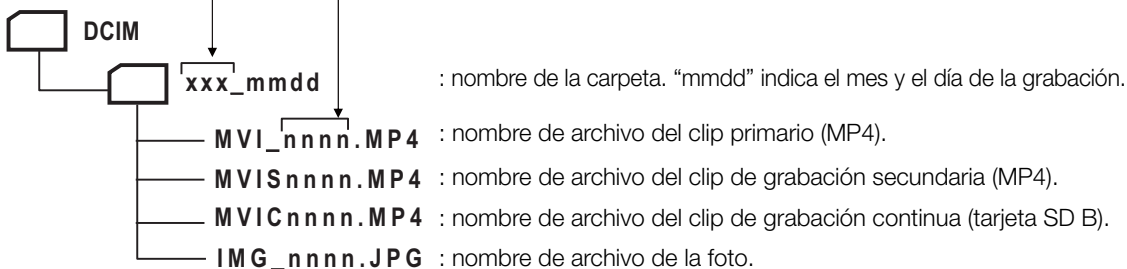 DCIM
xxx_mmdd : nombre de la carpeta. “mmdd” indica el mes y el día de la grabación.
MVI_nnnn.MP4 : nombre de archivo del clip primario (MP4).
MVISnnnn.MP4 : nombre de archivo del clip de grabación secundaria (MP4).
MVICnnnn.MP4 : nombre de archivo del clip de grabación continua (tarjeta SD B).
IMG_nnnn.JPG : nombre de archivo de la foto.